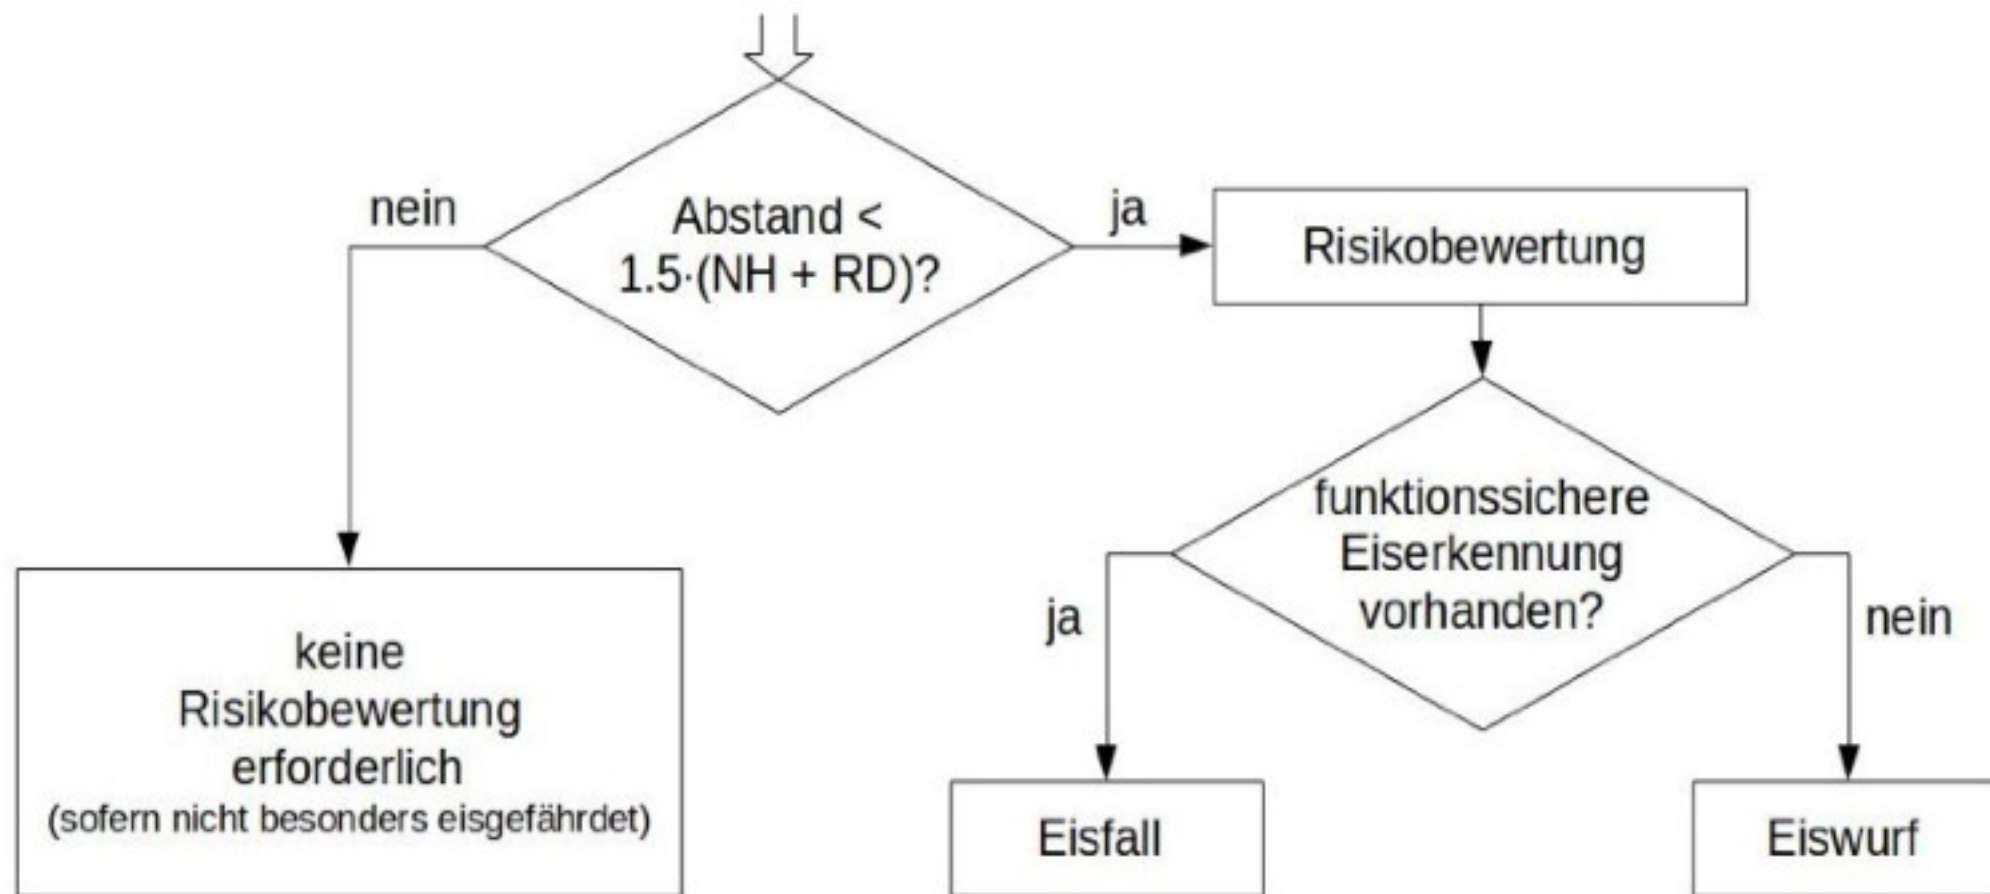 Abstand <
1.5·(NH + RD)?
nein
ja
Risikobewertung
funktionssichere
Eiserkennung
vorhanden?
ja
nein
keine
Risikobewertung
erforderlich
(sofern nicht besonders eisgefährdet)
Eisfall
Eiswurf